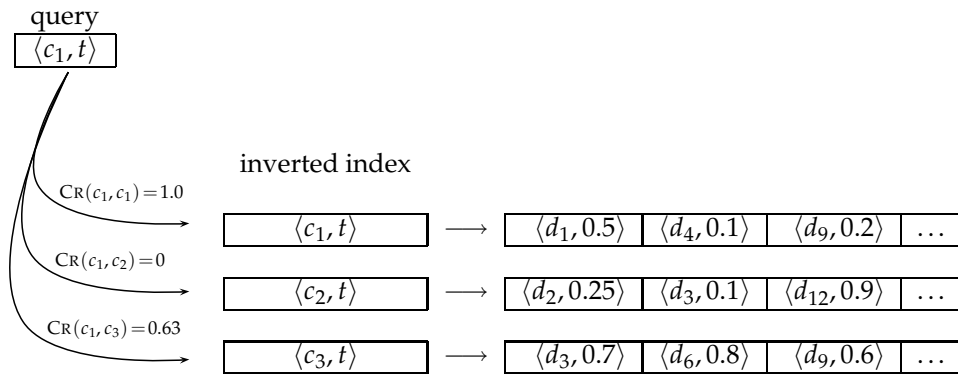 query
⟨c₁, t⟩
inverted index
CR(c₁, c₁) = 1.0
⟨c₁, t⟩ ⟶ ⟨d₁, 0.5⟩ ⟨d₄, 0.1⟩ ⟨d₉, 0.2⟩ …
CR(c₁, c₂) = 0
⟨c₂, t⟩ ⟶ ⟨d₂, 0.25⟩ ⟨d₃, 0.1⟩ ⟨d₁₂, 0.9⟩ …
CR(c₁, c₃) = 0.63
⟨c₃, t⟩ ⟶ ⟨d₃, 0.7⟩ ⟨d₆, 0.8⟩ ⟨d₉, 0.6⟩ …